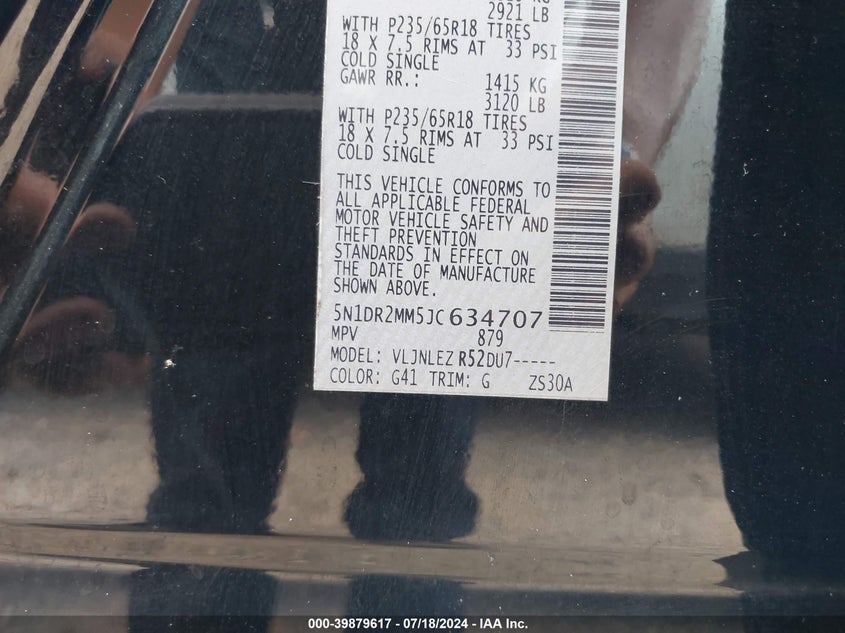 2921 LB
WITH P235/65R18 TIRES
18 X 7.5 RIMS AT 33 PSI
COLD SINGLE
GAWR RR.: 1415 KG
3120 LB
WITH P235/65R18 TIRES
18 X 7.5 RIMS AT 33 PSI
COLD SINGLE
THIS VEHICLE CONFORMS TO
ALL APPLICABLE FEDERAL
MOTOR VEHICLE SAFETY AND
THEFT PREVENTION
STANDARDS IN EFFECT ON
THE DATE OF MANUFACTURE
SHOWN ABOVE.
5N1DR2MM5JC634707
MPV 879
MODEL: VLJNLEZ R52DU7-----
COLOR: G41 TRIM: G ZS30A
000-39879617 - 07/18/2024 - IAA Inc.